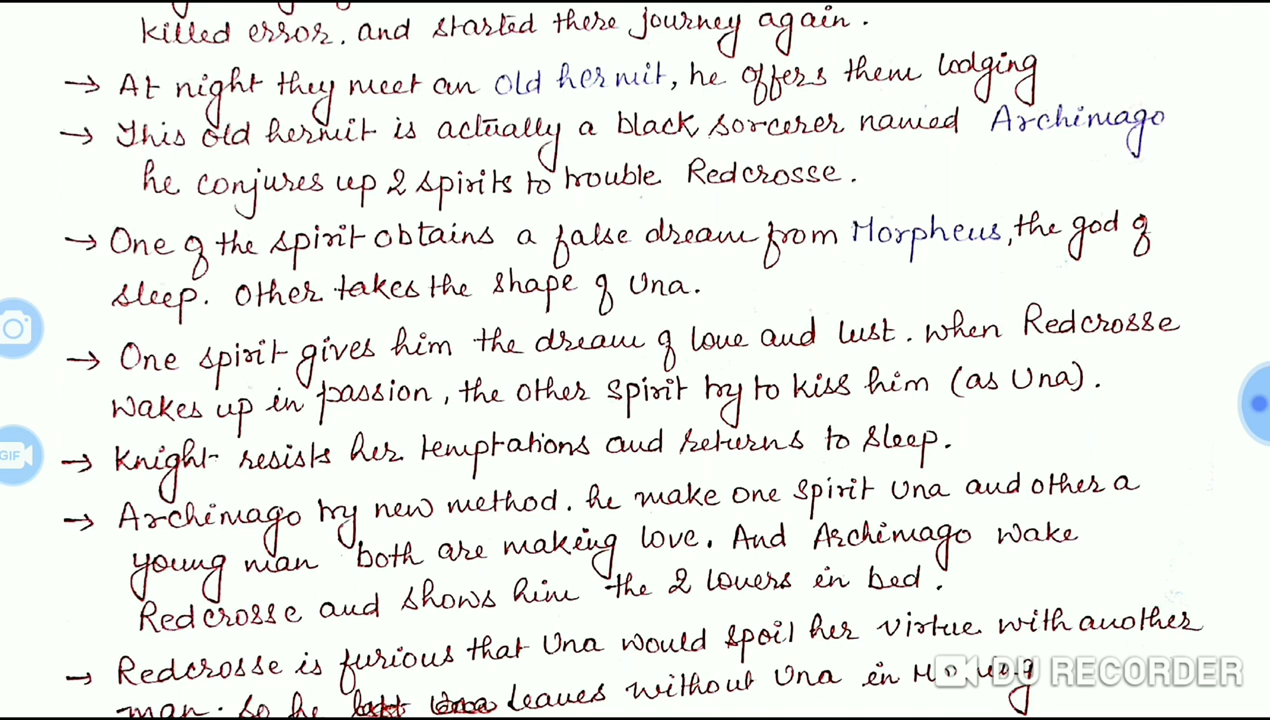 killed error. and started there journey again.
→ At night they meet an old hermit, he offers them lodging
→ This old hermit is actually a black sorcerer named Archimago
he conjures up 2 spirits to trouble Redcrosse.
→ One of the spirit obtains a false dream from Morpheus, the god of
sleep. Other takes the shape of Una.
→ One spirit gives him the dream of love and lust. when Redcrosse
wakes up in passion, the other spirit try to kiss him (as Una).
→ Knight resists her temptations and returns to sleep.
→ Archimago try new method. he make one spirit Una and other a
young man both are making love. And Archimago wake
Redcrosse and shows him the 2 lovers in bed.
→ Redcrosse is furious that Una would spoil her virtue with another
man. So he leaves without Una in
GIF
DU RECORDER